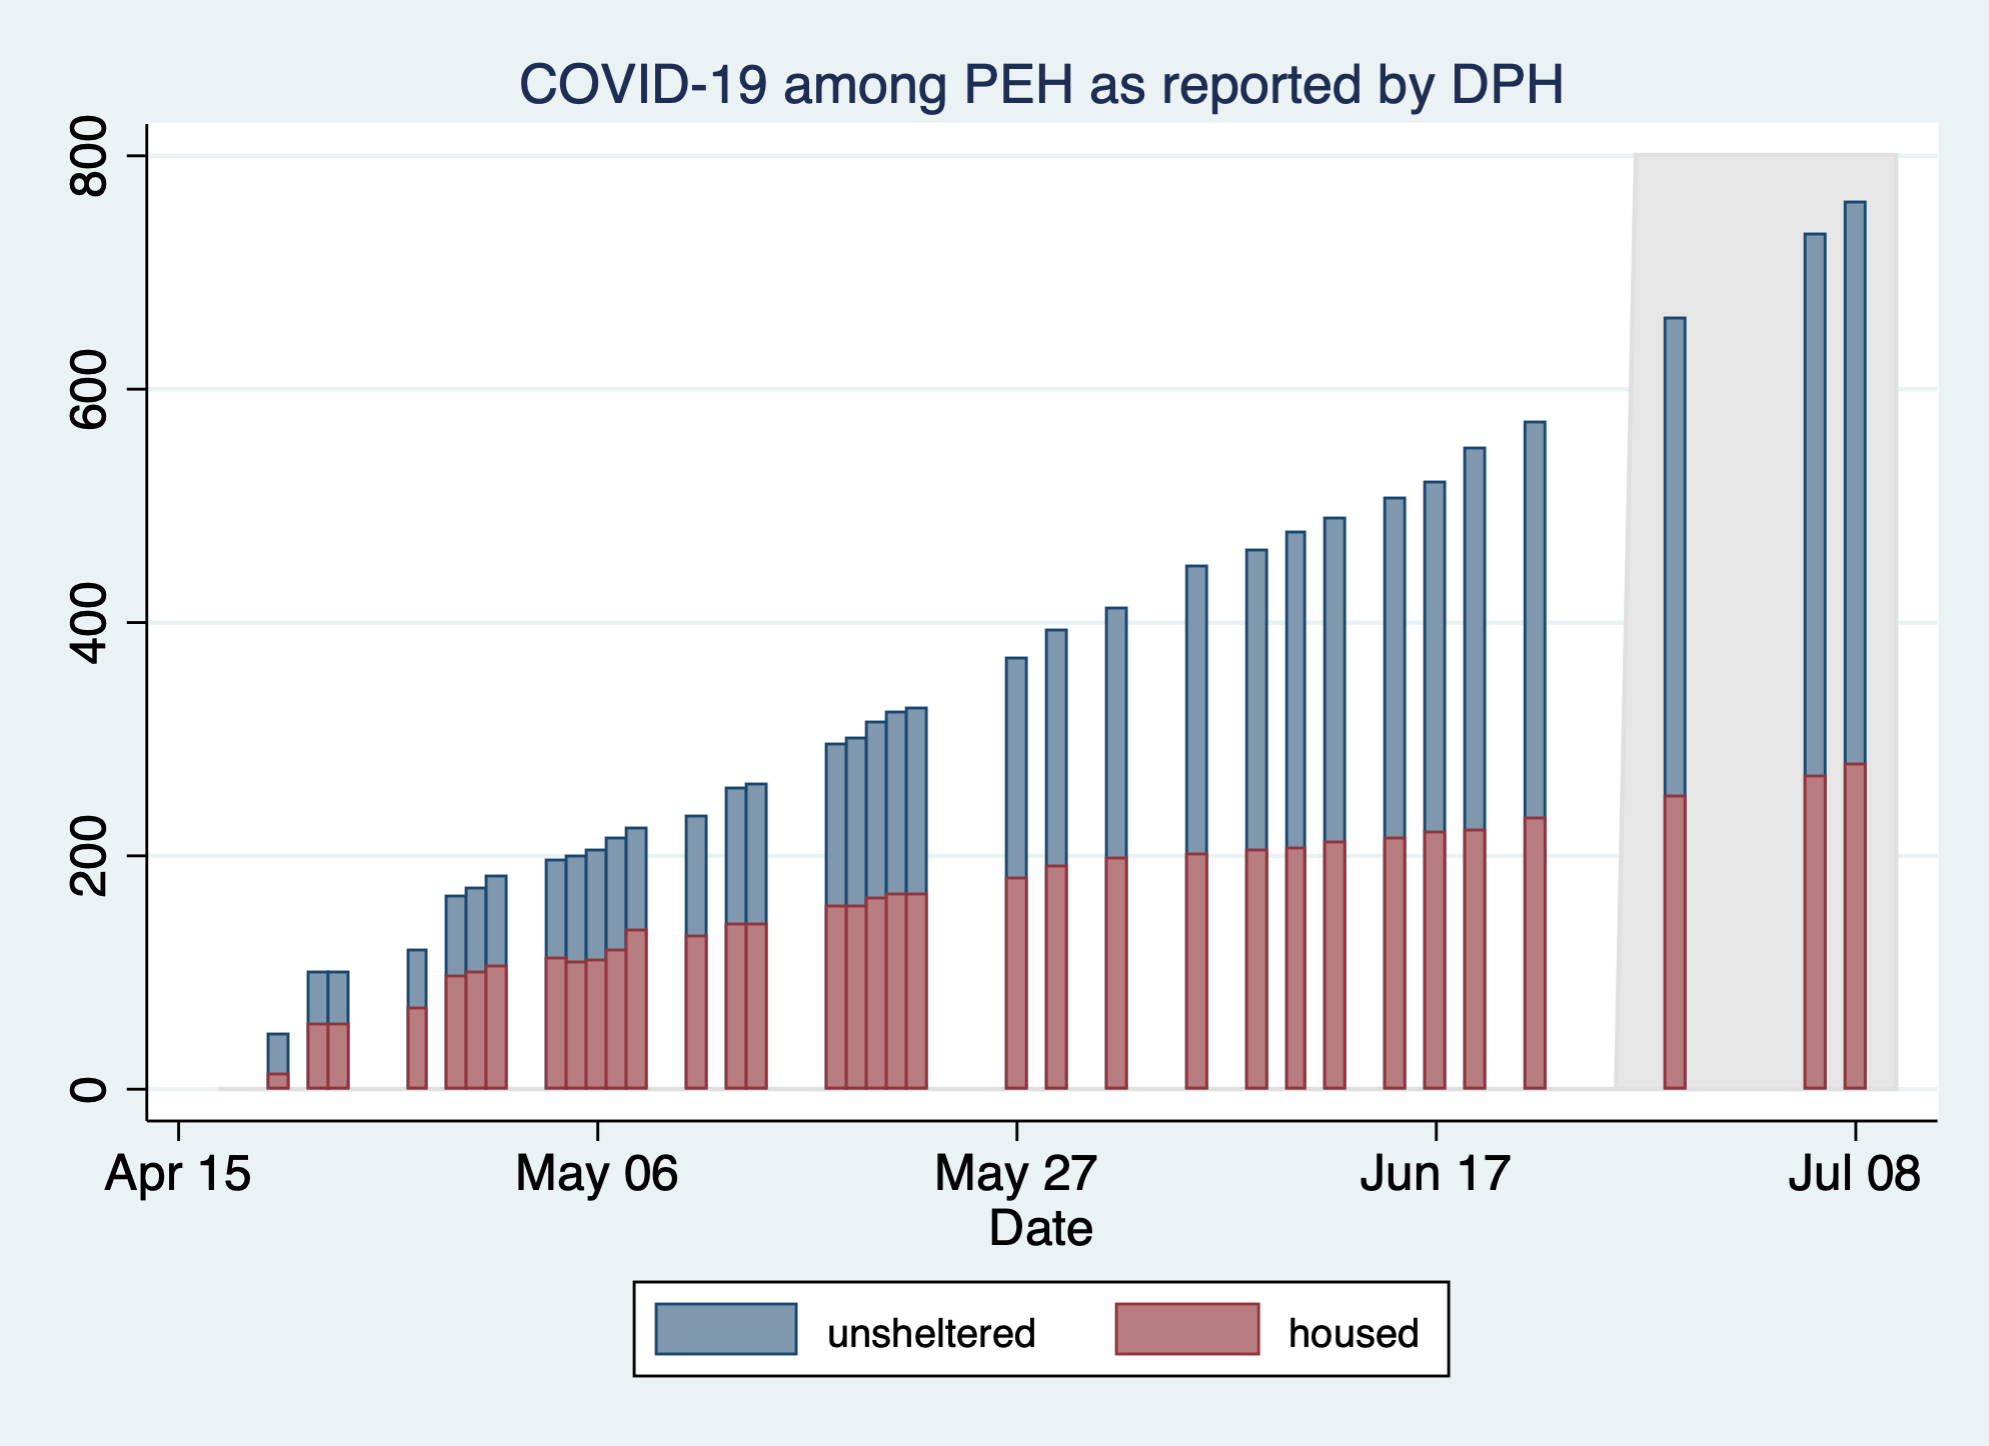 COVID-19 among PEH as reported by DPH
800
600
400
200
0
Apr 15
May 06
May 27
Jun 17
Jul 08
Date
unsheltered
housed